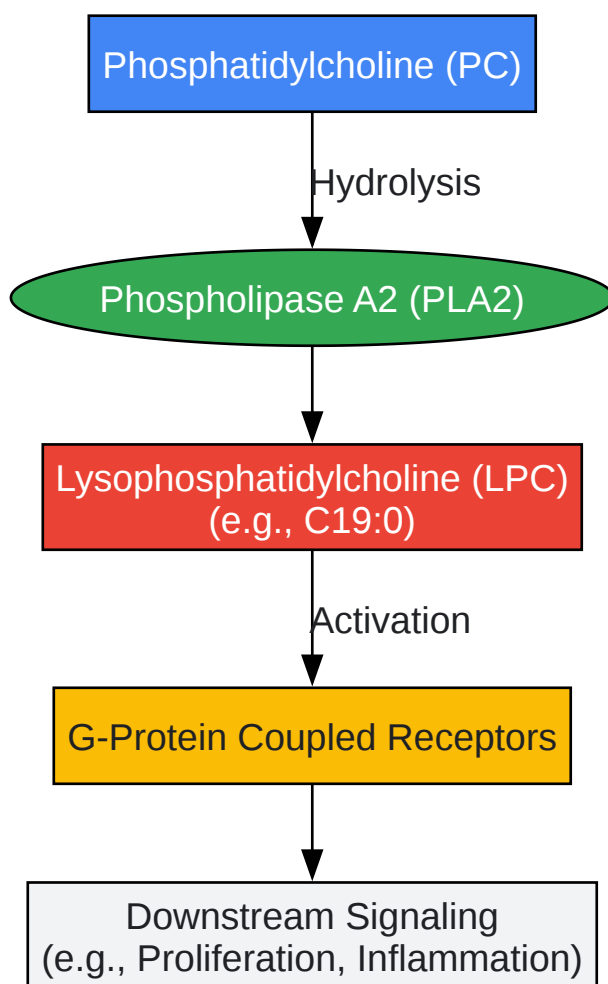 Phosphatidylcholine (PC)
Hydrolysis
Phospholipase A2 (PLA2)
Lysophosphatidylcholine (LPC)
(e.g., C19:0)
Activation
G-Protein Coupled Receptors
Downstream Signaling
(e.g., Proliferation, Inflammation)